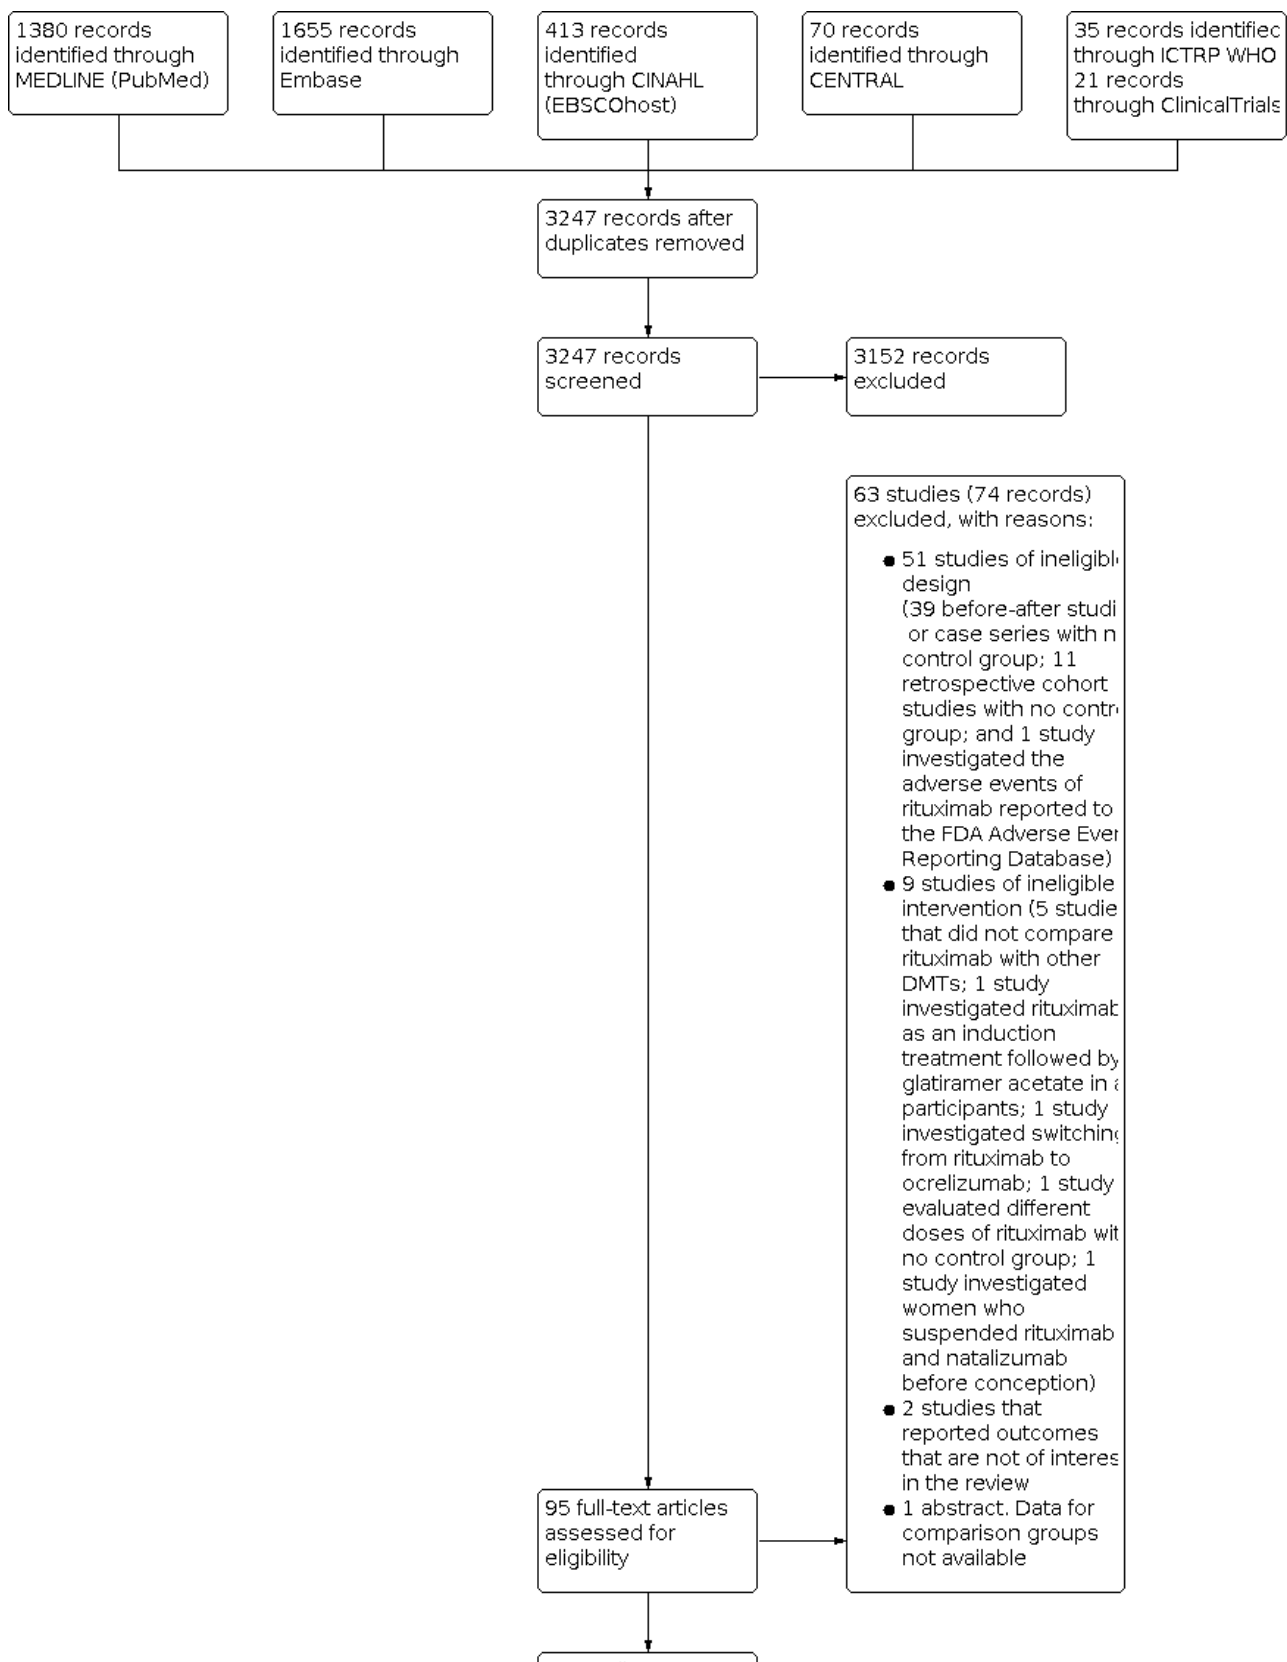 1380 records
identified through
MEDLINE (PubMed)
1655 records
identified through
Embase
413 records
identified
through CINAHL
(EBSCOhost)
70 records
identified through
CENTRAL
35 records identified
through ICTRP WHO
21 records
through ClinicalTrials
3247 records after
duplicates removed
3247 records
screened
3152 records
excluded
63 studies (74 records)
excluded, with reasons:
● 51 studies of ineligibl
design
(39 before-after studi
or case series with n
control group; 11
retrospective cohort
studies with no contr
group; and 1 study
investigated the
adverse events of
rituximab reported to
the FDA Adverse Even
Reporting Database)
● 9 studies of ineligible
intervention (5 studie
that did not compare
rituximab with other
DMTs; 1 study
investigated rituximab
as an induction
treatment followed by
glatiramer acetate in a
participants; 1 study
investigated switching
from rituximab to
ocrelizumab; 1 study
evaluated different
doses of rituximab wit
no control group; 1
study investigated
women who
suspended rituximab
and natalizumab
before conception)
● 2 studies that
reported outcomes
that are not of interes
in the review
● 1 abstract. Data for
comparison groups
not available
95 full-text articles
assessed for
eligibility